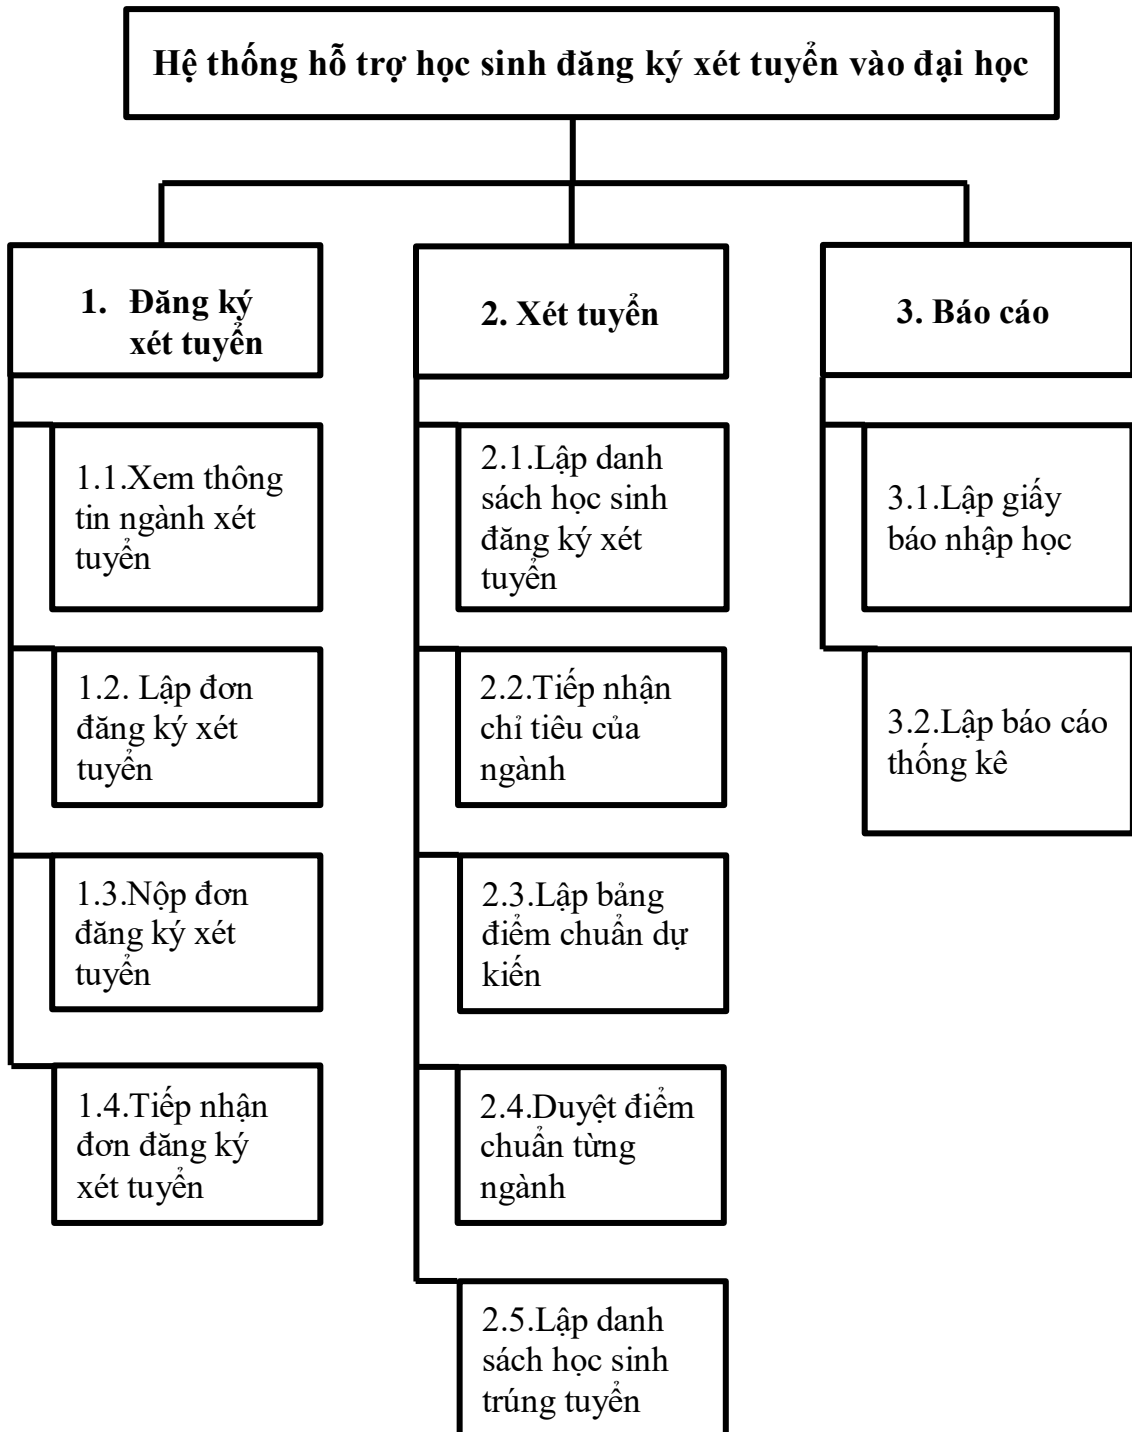 Hệ thống hỗ trợ học sinh đăng ký xét tuyển vào đại học
1. Đăng ký
xét tuyển
2. Xét tuyển
3. Báo cáo
1.1.Xem thông
tin ngành xét
tuyển
1.2. Lập đơn
đăng ký xét
tuyển
1.3.Nộp đơn
đăng ký xét
tuyển
1.4.Tiếp nhận
đơn đăng ký
xét tuyển
2.1.Lập danh
sách học sinh
đăng ký xét
tuyển
2.2.Tiếp nhận
chỉ tiêu của
ngành
2.3.Lập bảng
điểm chuẩn dự
kiến
2.4.Duyệt điểm
chuẩn từng
ngành
2.5.Lập danh
sách học sinh
trúng tuyển
3.1.Lập giấy
báo nhập học
3.2.Lập báo cáo
thống kê